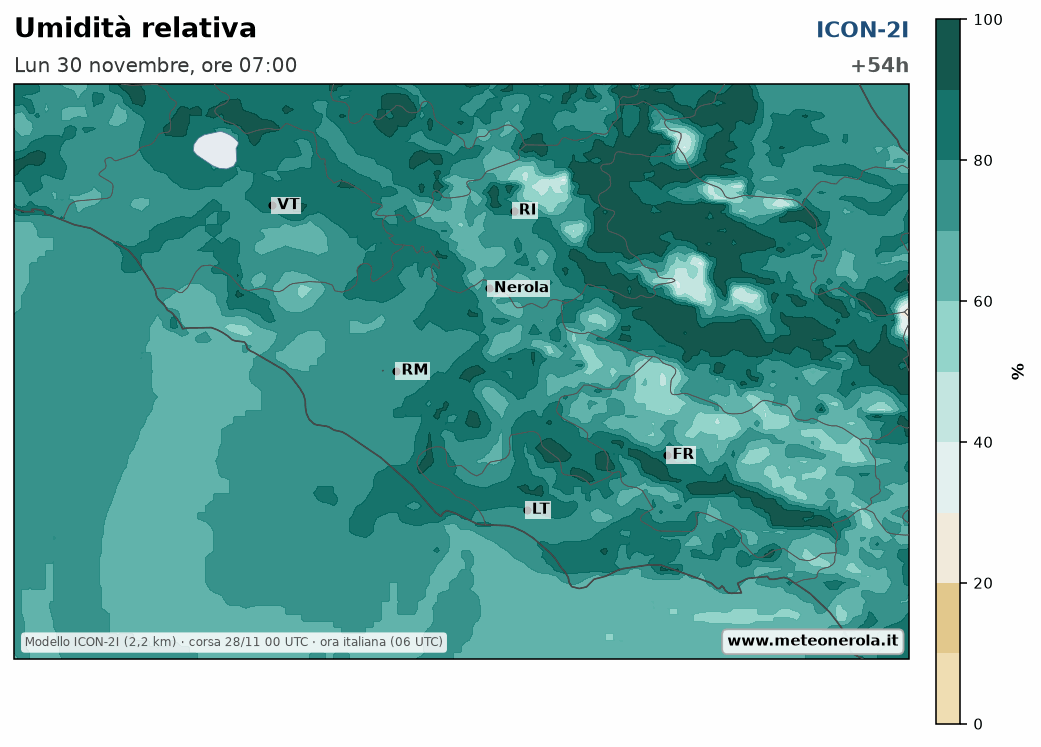 Umidità relativa
ICON-2I
Lun 30 novembre, ore 07:00
+54h
100
80
60
40
20
0
%
VT
RI
Nerola
RM
FR
LT
Modello ICON-2I (2,2 km) · corsa 28/11 00 UTC · ora italiana (06 UTC)
www.meteonerola.it